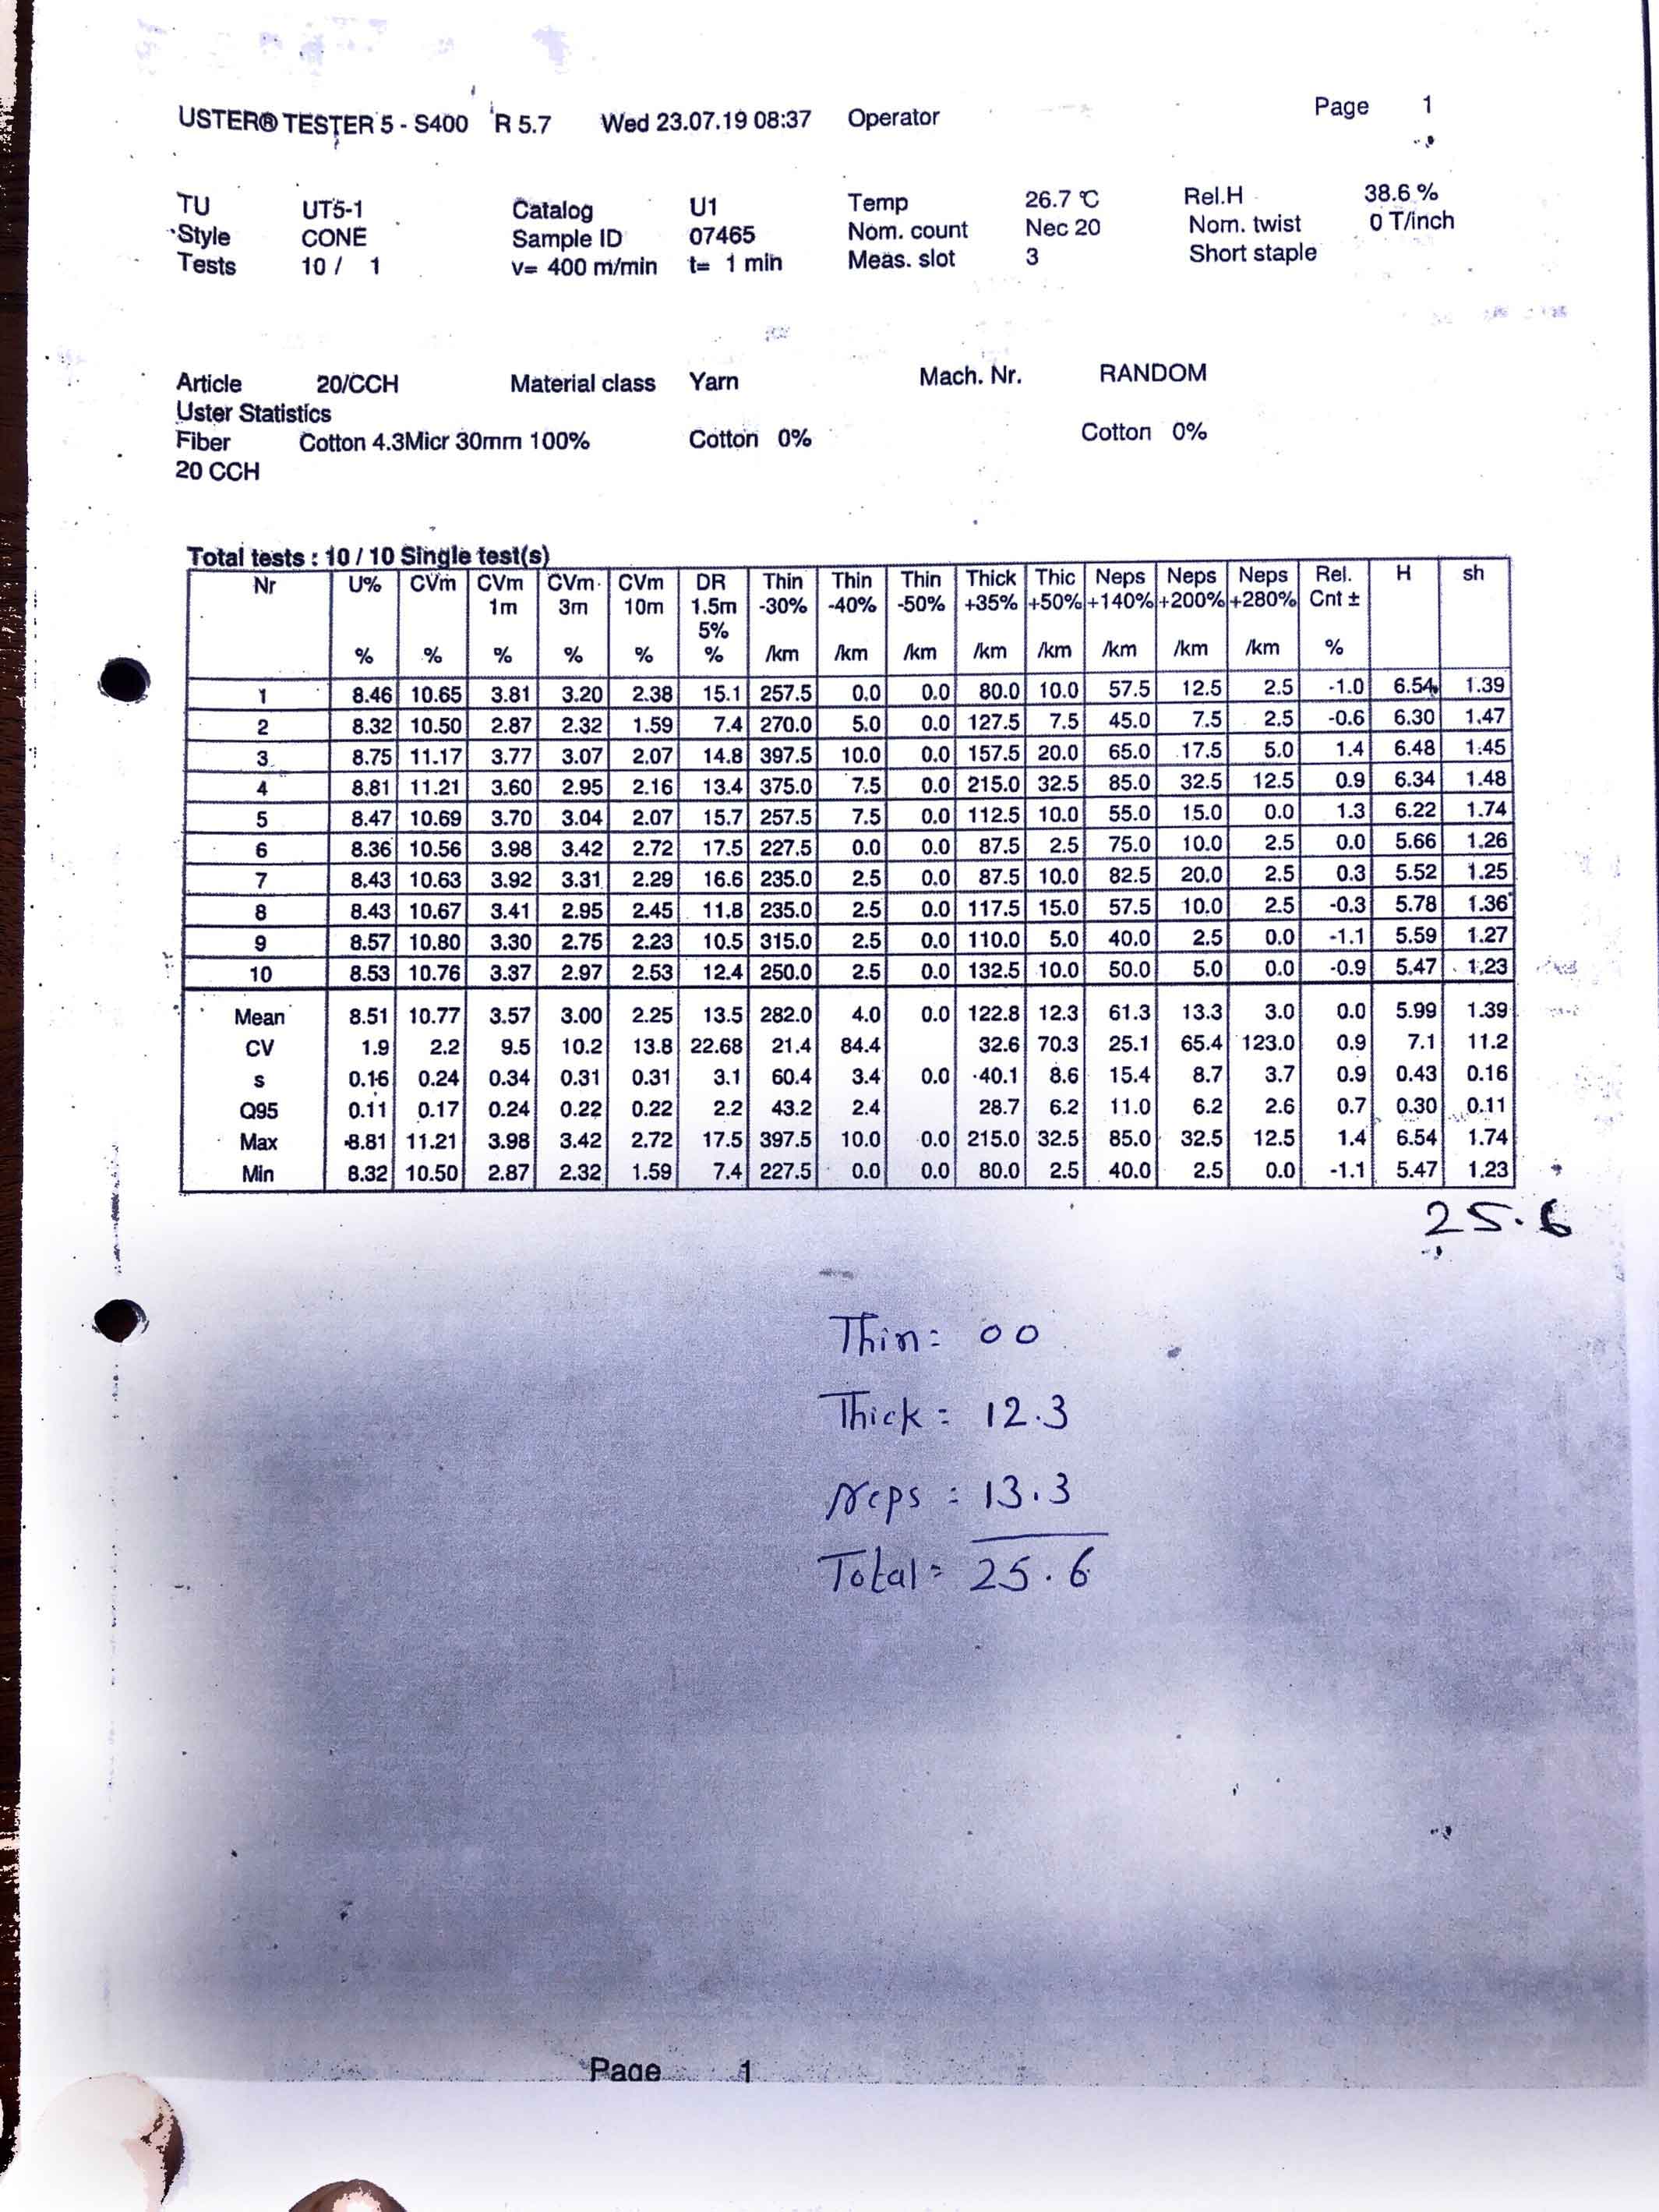 Page 1
USTER® TESTER 5 - S400 R 5.7 Wed 23.07.19 08:37 Operator
TU UT5-1 Catalog U1 Temp 26.7 °C Rel.H 38.6 %
Style CONE Sample ID 07465 Nom. count Nec 20 Nom. twist 0 T/inch
Tests 10 / 1 v= 400 m/min t= 1 min Meas. slot 3 Short staple
Article 20/CCH Material class Yarn Mach. Nr. RANDOM
Uster Statistics
Fiber Cotton 4.3Micr 30mm 100% Cotton 0% Cotton 0%
20 CCH
Total tests : 10 / 10 Single test(s)
Nr U% CVm CVm CVm CVm DR Thin Thin Thin Thick Thic Neps Neps Neps Rel. H sh
1m 3m 10m 1.5m -30% -40% -50% +35% +50% +140% +200% +280% Cnt ±
5%
% % % % % % /km /km /km /km /km /km /km /km %
1 8.46 10.65 3.81 3.20 2.38 15.1 257.5 0.0 0.0 80.0 10.0 57.5 12.5 2.5 -1.0 6.54 1.39
2 8.32 10.50 2.87 2.32 1.59 7.4 270.0 5.0 0.0 127.5 7.5 45.0 7.5 2.5 -0.6 6.30 1.47
3 8.75 11.17 3.77 3.07 2.07 14.8 397.5 10.0 0.0 157.5 20.0 65.0 17.5 5.0 1.4 6.48 1.45
4 8.81 11.21 3.60 2.95 2.16 13.4 375.0 7.5 0.0 215.0 32.5 85.0 32.5 12.5 0.9 6.34 1.48
5 8.47 10.69 3.70 3.04 2.07 15.7 257.5 7.5 0.0 112.5 10.0 55.0 15.0 0.0 1.3 6.22 1.74
6 8.36 10.56 3.98 3.42 2.72 17.5 227.5 0.0 0.0 87.5 2.5 75.0 10.0 2.5 0.0 5.66 1.26
7 8.43 10.63 3.92 3.31 2.29 16.6 235.0 2.5 0.0 87.5 10.0 82.5 20.0 2.5 0.3 5.52 1.25
8 8.43 10.67 3.41 2.95 2.45 11.8 235.0 2.5 0.0 117.5 15.0 57.5 10.0 2.5 -0.3 5.78 1.36
9 8.57 10.80 3.30 2.75 2.23 10.5 315.0 2.5 0.0 110.0 5.0 40.0 2.5 0.0 -1.1 5.59 1.27
10 8.53 10.76 3.37 2.97 2.53 12.4 250.0 2.5 0.0 132.5 10.0 50.0 5.0 0.0 -0.9 5.47 1.23
Mean 8.51 10.77 3.57 3.00 2.25 13.5 282.0 4.0 0.0 122.8 12.3 61.3 13.3 3.0 0.0 5.99 1.39
CV 1.9 2.2 9.5 10.2 13.8 22.68 21.4 84.4 32.6 70.3 25.1 65.4 123.0 0.9 7.1 11.2
s 0.16 0.24 0.34 0.31 0.31 3.1 60.4 3.4 0.0 40.1 8.6 15.4 8.7 3.7 0.9 0.43 0.16
Q95 0.11 0.17 0.24 0.22 0.22 2.2 43.2 2.4 28.7 6.2 11.0 6.2 2.6 0.7 0.30 0.11
Max 8.81 11.21 3.98 3.42 2.72 17.5 397.5 10.0 0.0 215.0 32.5 85.0 32.5 12.5 1.4 6.54 1.74
Min 8.32 10.50 2.87 2.32 1.59 7.4 227.5 0.0 0.0 80.0 2.5 40.0 2.5 0.0 -1.1 5.47 1.23
25.6
Thin: 00
Thick: 12.3
Neps: 13.3
Total= 25.6
Page 1